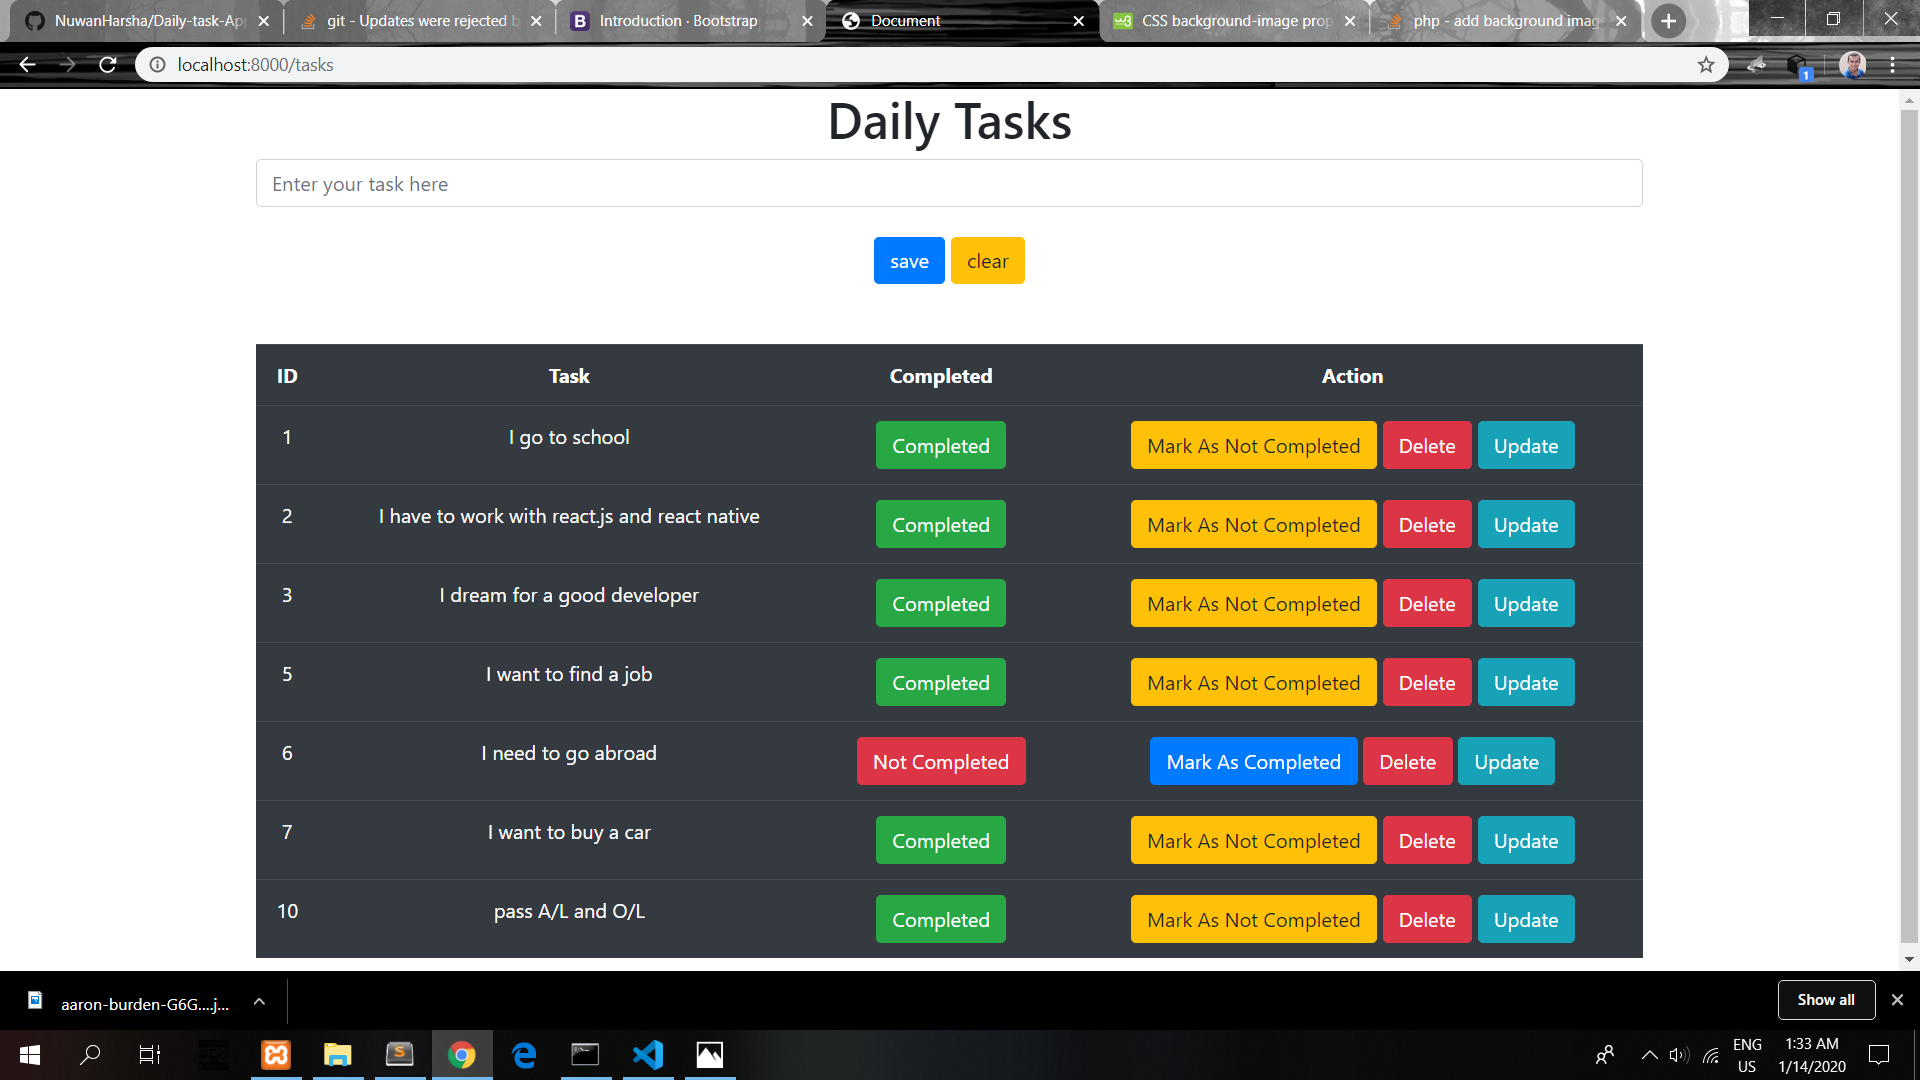 NuwanHarsha/Daily-task-Ap
git - Updates were rejected b
Introduction · Bootstrap
Document
CSS background-image prop
php - add background imag
localhost:8000/tasks
Daily Tasks
Enter your task here
save clear
ID Task Completed Action
1 I go to school Completed Mark As Not Completed Delete Update
2 I have to work with react.js and react native Completed Mark As Not Completed Delete Update
3 I dream for a good developer Completed Mark As Not Completed Delete Update
5 I want to find a job Completed Mark As Not Completed Delete Update
6 I need to go abroad Not Completed Mark As Completed Delete Update
7 I want to buy a car Completed Mark As Not Completed Delete Update
10 pass A/L and O/L Completed Mark As Not Completed Delete Update
aaron-burden-G6G....j...
Show all
ENG
US
1:33 AM
1/14/2020
1